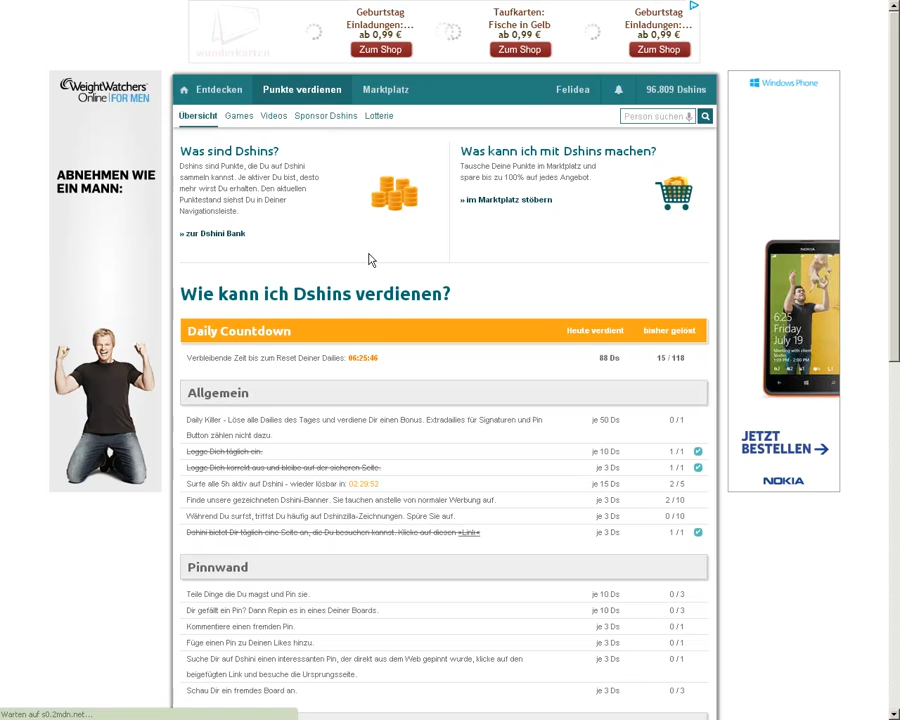 Geburtstag
Einladungen:...
ab 0,99 €
Zum Shop
Taufkarten:
Fische in Gelb
ab 0,99 €
Zum Shop
Geburtstag
Einladungen:...
ab 0,99 €
Zum Shop
wunderkarten
WeightWatchers
Online FOR MEN
ABNEHMEN WIE
EIN MANN:
Entdecken Punkte verdienen Marktplatz Felidea 96.809 Dshins
Übersicht Games Videos Sponsor Dshins Lotterie Person suchen
Was sind Dshins?
Dshins sind Punkte, die Du auf Dshini
sammeln kannst. Je aktiver Du bist, desto
mehr wirst Du erhalten. Den aktuellen
Punktestand siehst Du in Deiner
Navigationsleiste.
» zur Dshini Bank
Was kann ich mit Dshins machen?
Tausche Deine Punkte im Marktplatz und
spare bis zu 100% auf jedes Angebot.
» im Marktplatz stöbern
Wie kann ich Dshins verdienen?
Daily Countdown Heute verdient bisher gelöst
Verbleibende Zeit bis zum Reset Deiner Dailies: 06:25:46 88 Ds 15 / 118
Allgemein
Daily Killer - Löse alle Dailies des Tages und verdiene Dir einen Bonus. Extradailies für Signaturen und Pin je 50 Ds 0 / 1
Button zählen nicht dazu.
Logge Dich täglich ein. je 10 Ds 1 / 1
Logge Dich korrekt aus und bleibe auf der sicheren Seite. je 3 Ds 1 / 1
Surfe alle 5h aktiv auf Dshini - wieder lösbar in: 02:29:52 je 15 Ds 2 / 5
Finde unsere gezeichneten Dshini-Banner. Sie tauchen anstelle von normaler Werbung auf. je 3 Ds 2 / 10
Während Du surfst, triffst Du häufig auf Dshinzilla-Zeichnungen. Spüre Sie auf. je 3 Ds 0 / 10
Dshini bietet Dir täglich eine Seite an, die Du besuchen kannst. Klicke auf diesen »Link« je 3 Ds 1 / 1
Pinnwand
Teile Dinge die Du magst und Pin sie. je 10 Ds 0 / 3
Dir gefällt ein Pin? Dann Repin es in eines Deiner Boards. je 10 Ds 0 / 3
Kommentiere einen fremden Pin. je 3 Ds 0 / 1
Füge einen Pin zu Deinen Likes hinzu. je 3 Ds 0 / 1
Suche Dir auf Dshini einen interessanten Pin, der direkt aus dem Web gepinnt wurde, klicke auf den je 3 Ds 0 / 1
beigefügten Link und besuche die Ursprungsseite.
Schau Dir ein fremdes Board an. je 3 Ds 0 / 3
Windows Phone
NOKIA
6:25
Friday
July 19
JETZT
BESTELLEN
NOKIA
Warten auf s0.2mdn.net...